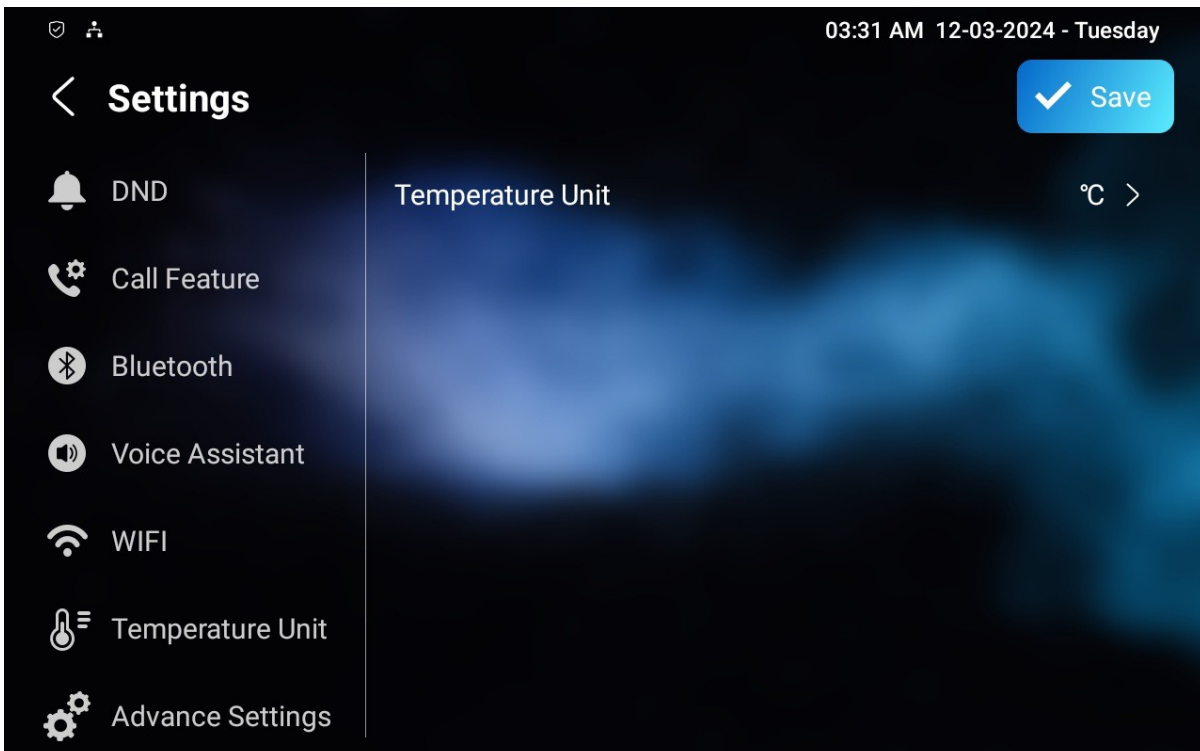 03:31 AM 12-03-2024 - Tuesday
Settings
Save
DND
Temperature Unit
℃
Call Feature
Bluetooth
Voice Assistant
WIFI
Temperature Unit
Advance Settings